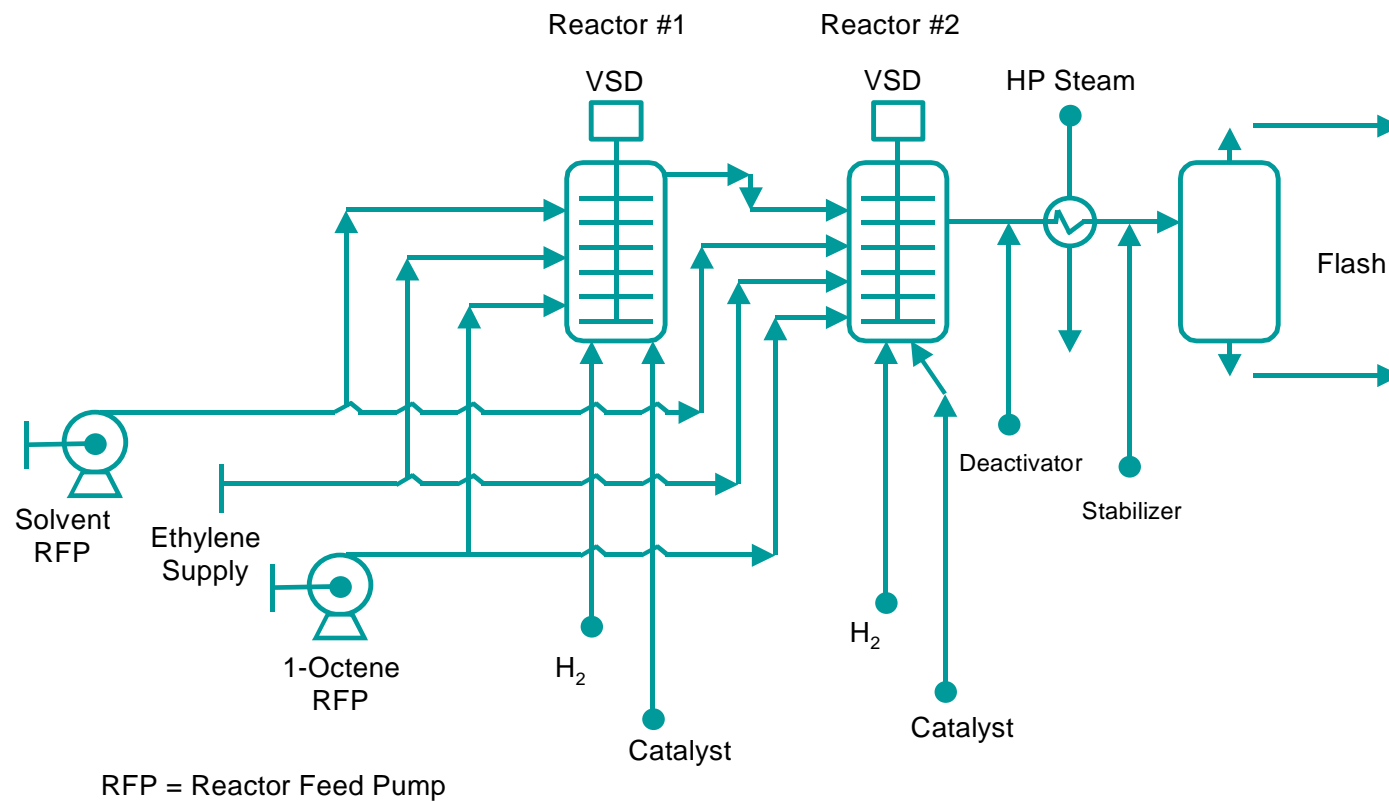 Reactor #1
Reactor #2
VSD
VSD
HP Steam
Flash
Deactivator
Stabilizer
Solvent
RFP
Ethylene
Supply
1-Octene
RFP
H2
H2
Catalyst
Catalyst
RFP = Reactor Feed Pump